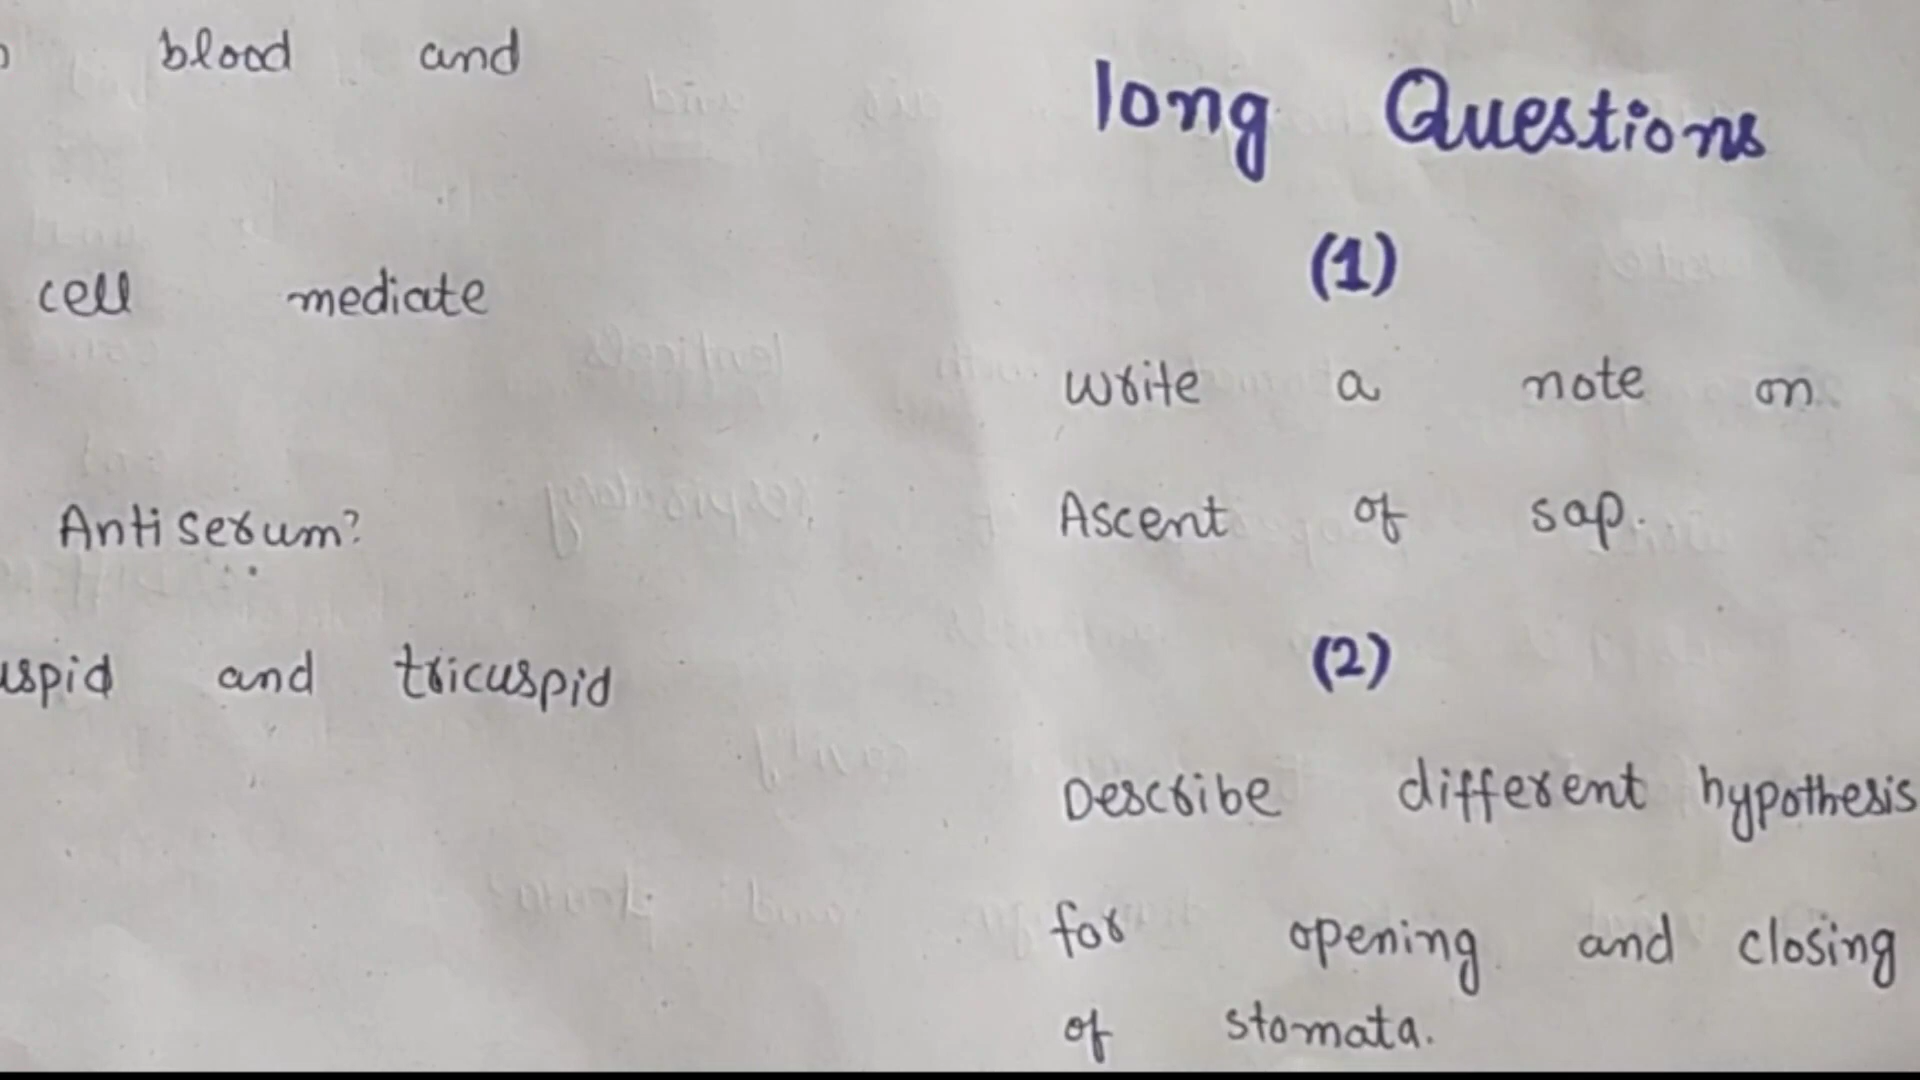 blood and
cell mediate
Antiserum?
uspid and tricuspid
long Questions
(1)
write a note on
Ascent of sap.
(2)
Describe different hypothesis
for opening and closing
of stomata.